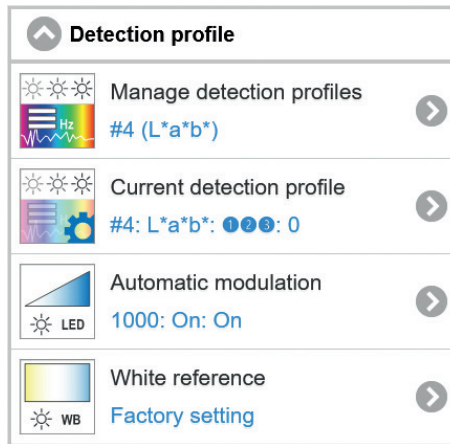 Detection profile
Hz
Manage detection profiles
#4 (L*a*b*)
Current detection profile
#4: L*a*b*: ❶❷❸: 0
LED
Automatic modulation
1000: On: On
WB
White reference
Factory setting